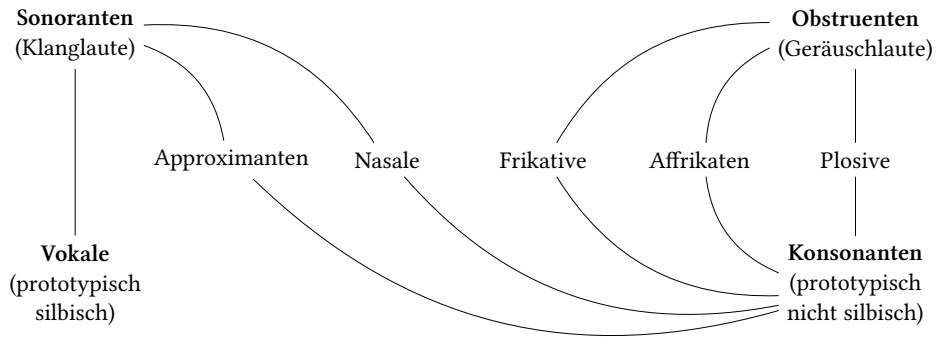 Sonoranten
(Klanglaute)
Obstruenten
(Geräuschlaute)
Approximanten
Nasale
Frikative
Affrikaten
Plosive
Vokale
(prototypisch
silbisch)
Konsonanten
(prototypisch
nicht silbisch)